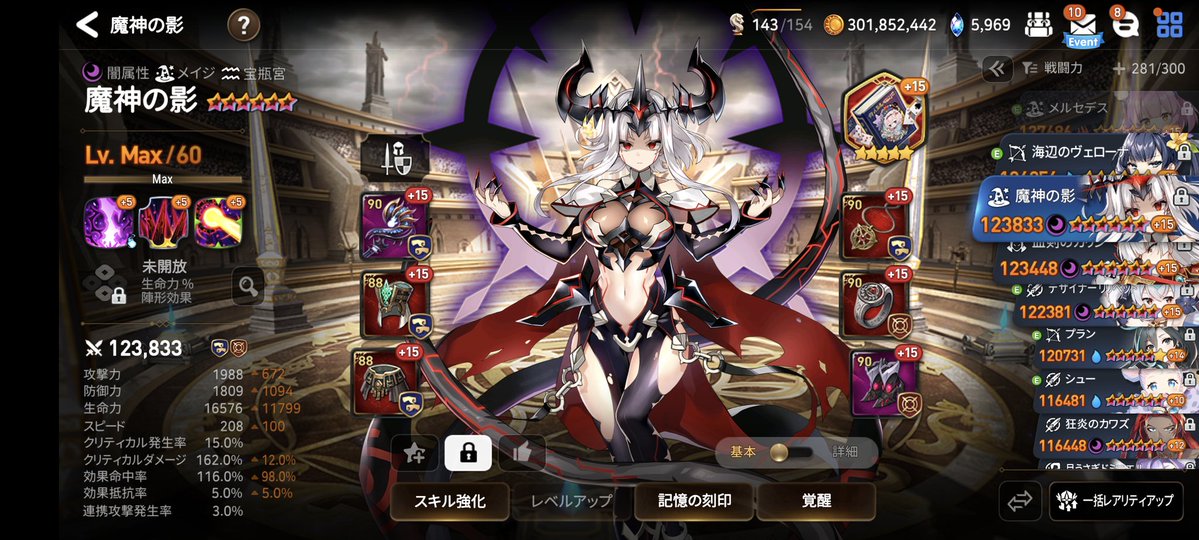 魔神の影
?
143/154
301,852,442
5,969
10
Event
8
闇属性 メイジ 宝瓶宮
魔神の影
Lv. Max/60
Max
+5
+5
+5
未開放
生命力 %
陣形効果
123,833
攻撃力 1988 672
防御力 1809 1094
生命力 16576 11799
スピード 208 100
クリティカル発生率 15.0%
クリティカルダメージ 162.0% 12.0%
効果命中率 116.0% 98.0%
効果抵抗率 5.0% 5.0%
連携攻撃発生率 3.0%
90 +15
88 +15
88 +15
+15
90 +15
90 +15
90 +15
基本 詳細
スキル強化
レベルアップ
記憶の刻印
覚醒
戦闘力
281/300
メルセデス
海辺のヴェローナ
魔神の影
123833 +15
123448 +15
122381 +15
プラン
120731 +14
シュー
116481 +10
狂炎のカワズ
116448 +12
一括レアリティアップ